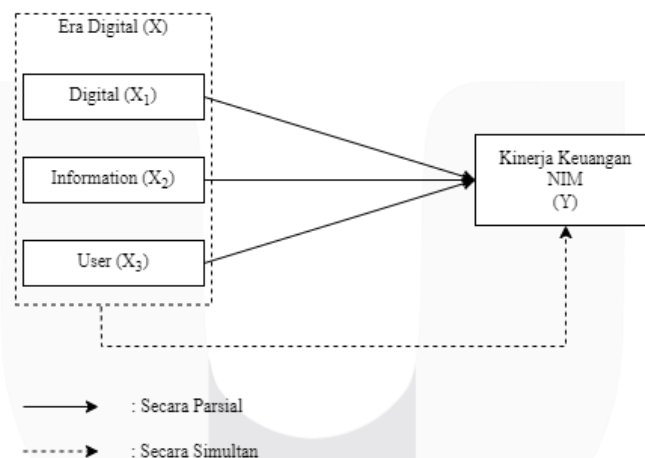 Era Digital (X)
Digital (X₁)
Information (X₂)
User (X₃)
Kinerja Keuangan
NIM
(Y)
: Secara Parsial
: Secara Simultan